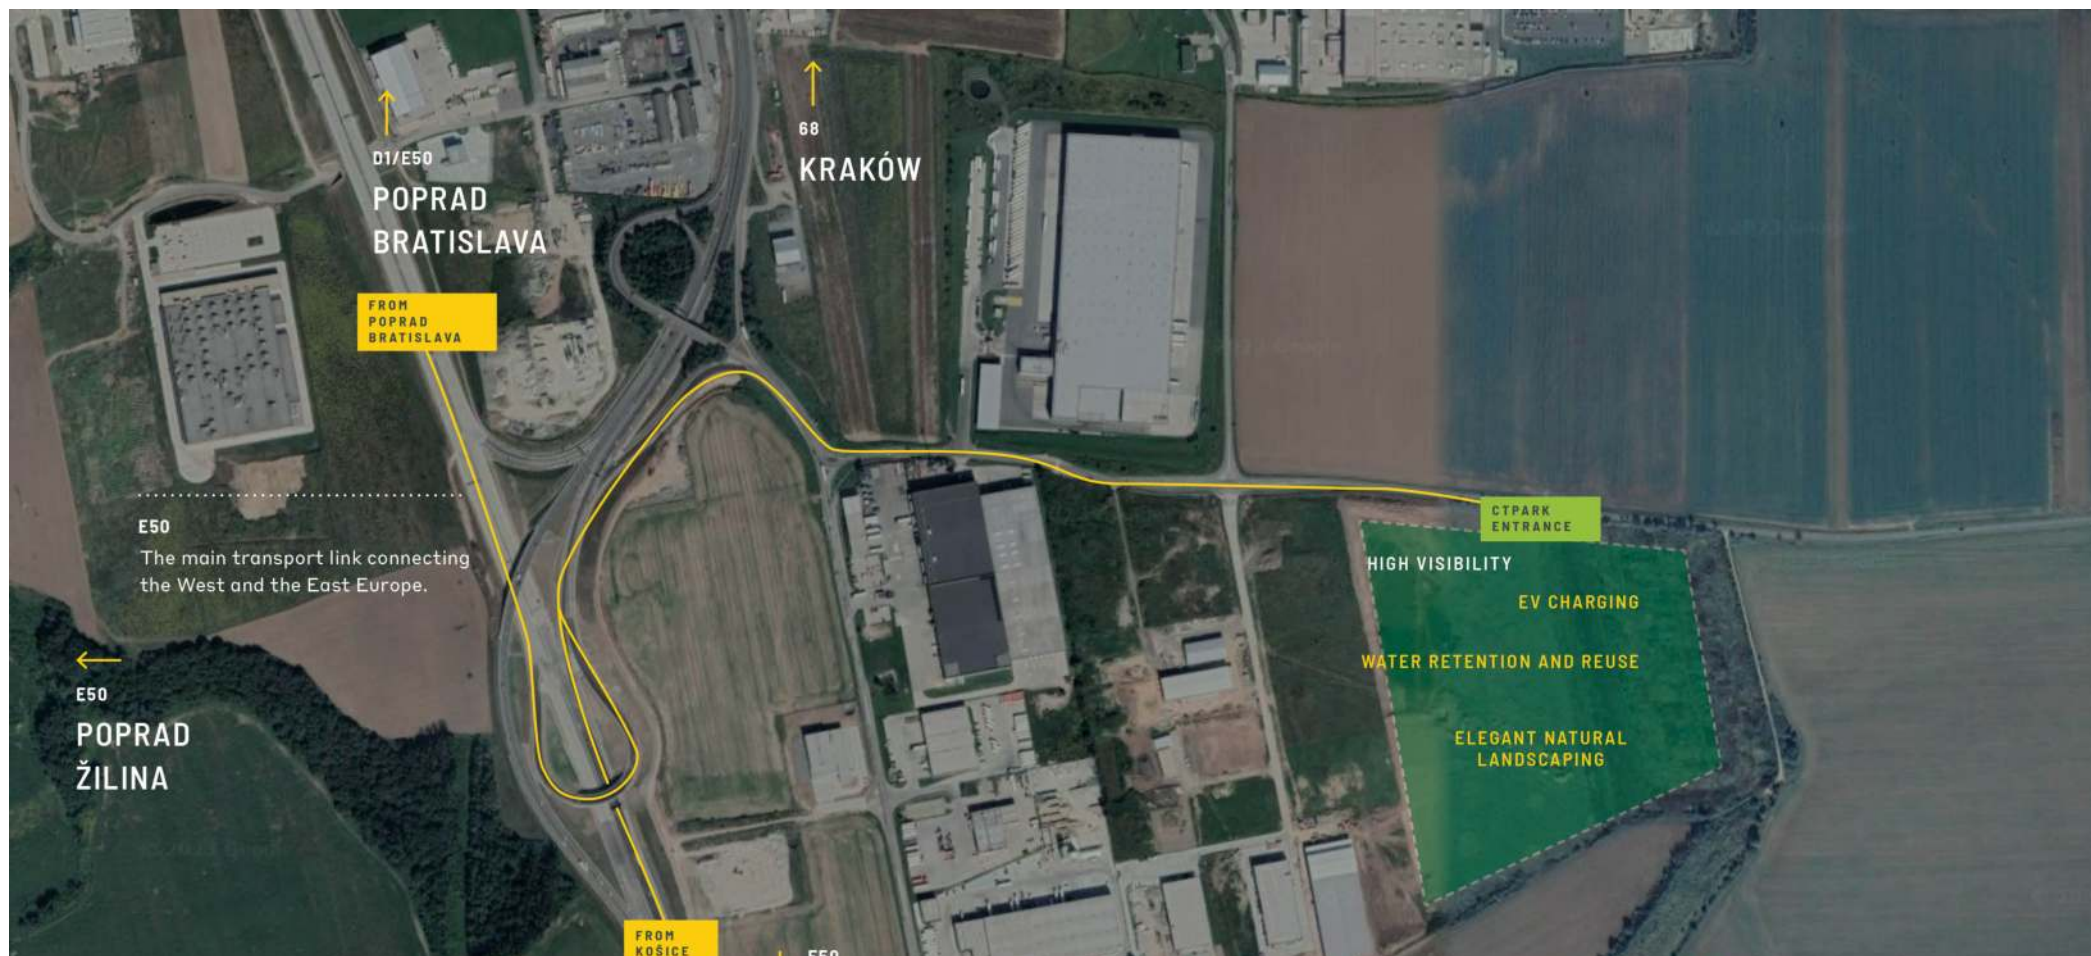 68
KRAKÓW
D1/E50
POPRAD
BRATISLAVA
FROM
POPRAD
BRATISLAVA
E50
The main transport link connecting
the West and the East Europe.
E50
POPRAD
ŽILINA
CTPARK
ENTRANCE
HIGH VISIBILITY
EV CHARGING
WATER RETENTION AND REUSE
ELEGANT NATURAL
LANDSCAPING
FROM
KOŠICE
E50